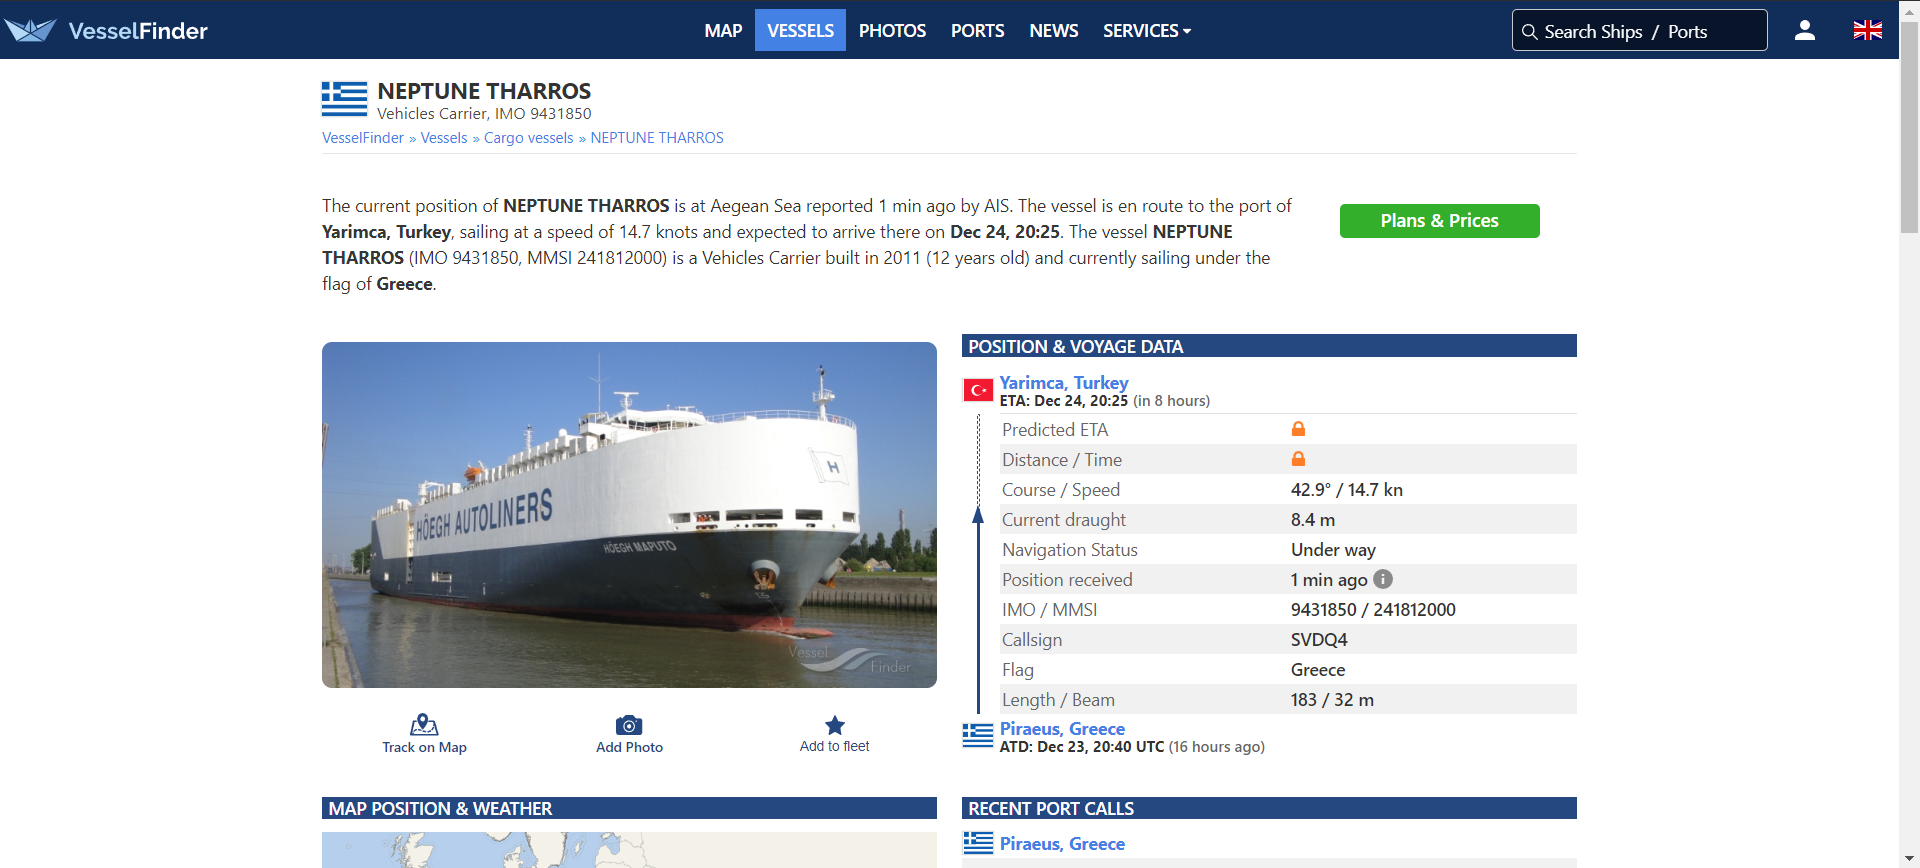 VesselFinder
MAP VESSELS PHOTOS PORTS NEWS SERVICES
Search Ships / Ports
NEPTUNE THARROS
Vehicles Carrier, IMO 9431850
VesselFinder » Vessels » Cargo vessels » NEPTUNE THARROS
The current position of NEPTUNE THARROS is at Aegean Sea reported 1 min ago by AIS. The vessel is en route to the port of
Yarimca, Turkey, sailing at a speed of 14.7 knots and expected to arrive there on Dec 24, 20:25. The vessel NEPTUNE
THARROS (IMO 9431850, MMSI 241812000) is a Vehicles Carrier built in 2011 (12 years old) and currently sailing under the
flag of Greece.
Plans & Prices
H
HÖEGH AUTOLINERS
HÖEGH MAPUTO
Vessel
Finder
Track on Map
Add Photo
Add to fleet
POSITION & VOYAGE DATA
Yarimca, Turkey
ETA: Dec 24, 20:25 (in 8 hours)
Predicted ETA
Distance / Time
Course / Speed 42.9° / 14.7 kn
Current draught 8.4 m
Navigation Status Under way
Position received 1 min ago i
IMO / MMSI 9431850 / 241812000
Callsign SVDQ4
Flag Greece
Length / Beam 183 / 32 m
Piraeus, Greece
ATD: Dec 23, 20:40 UTC (16 hours ago)
MAP POSITION & WEATHER
RECENT PORT CALLS
Piraeus, Greece